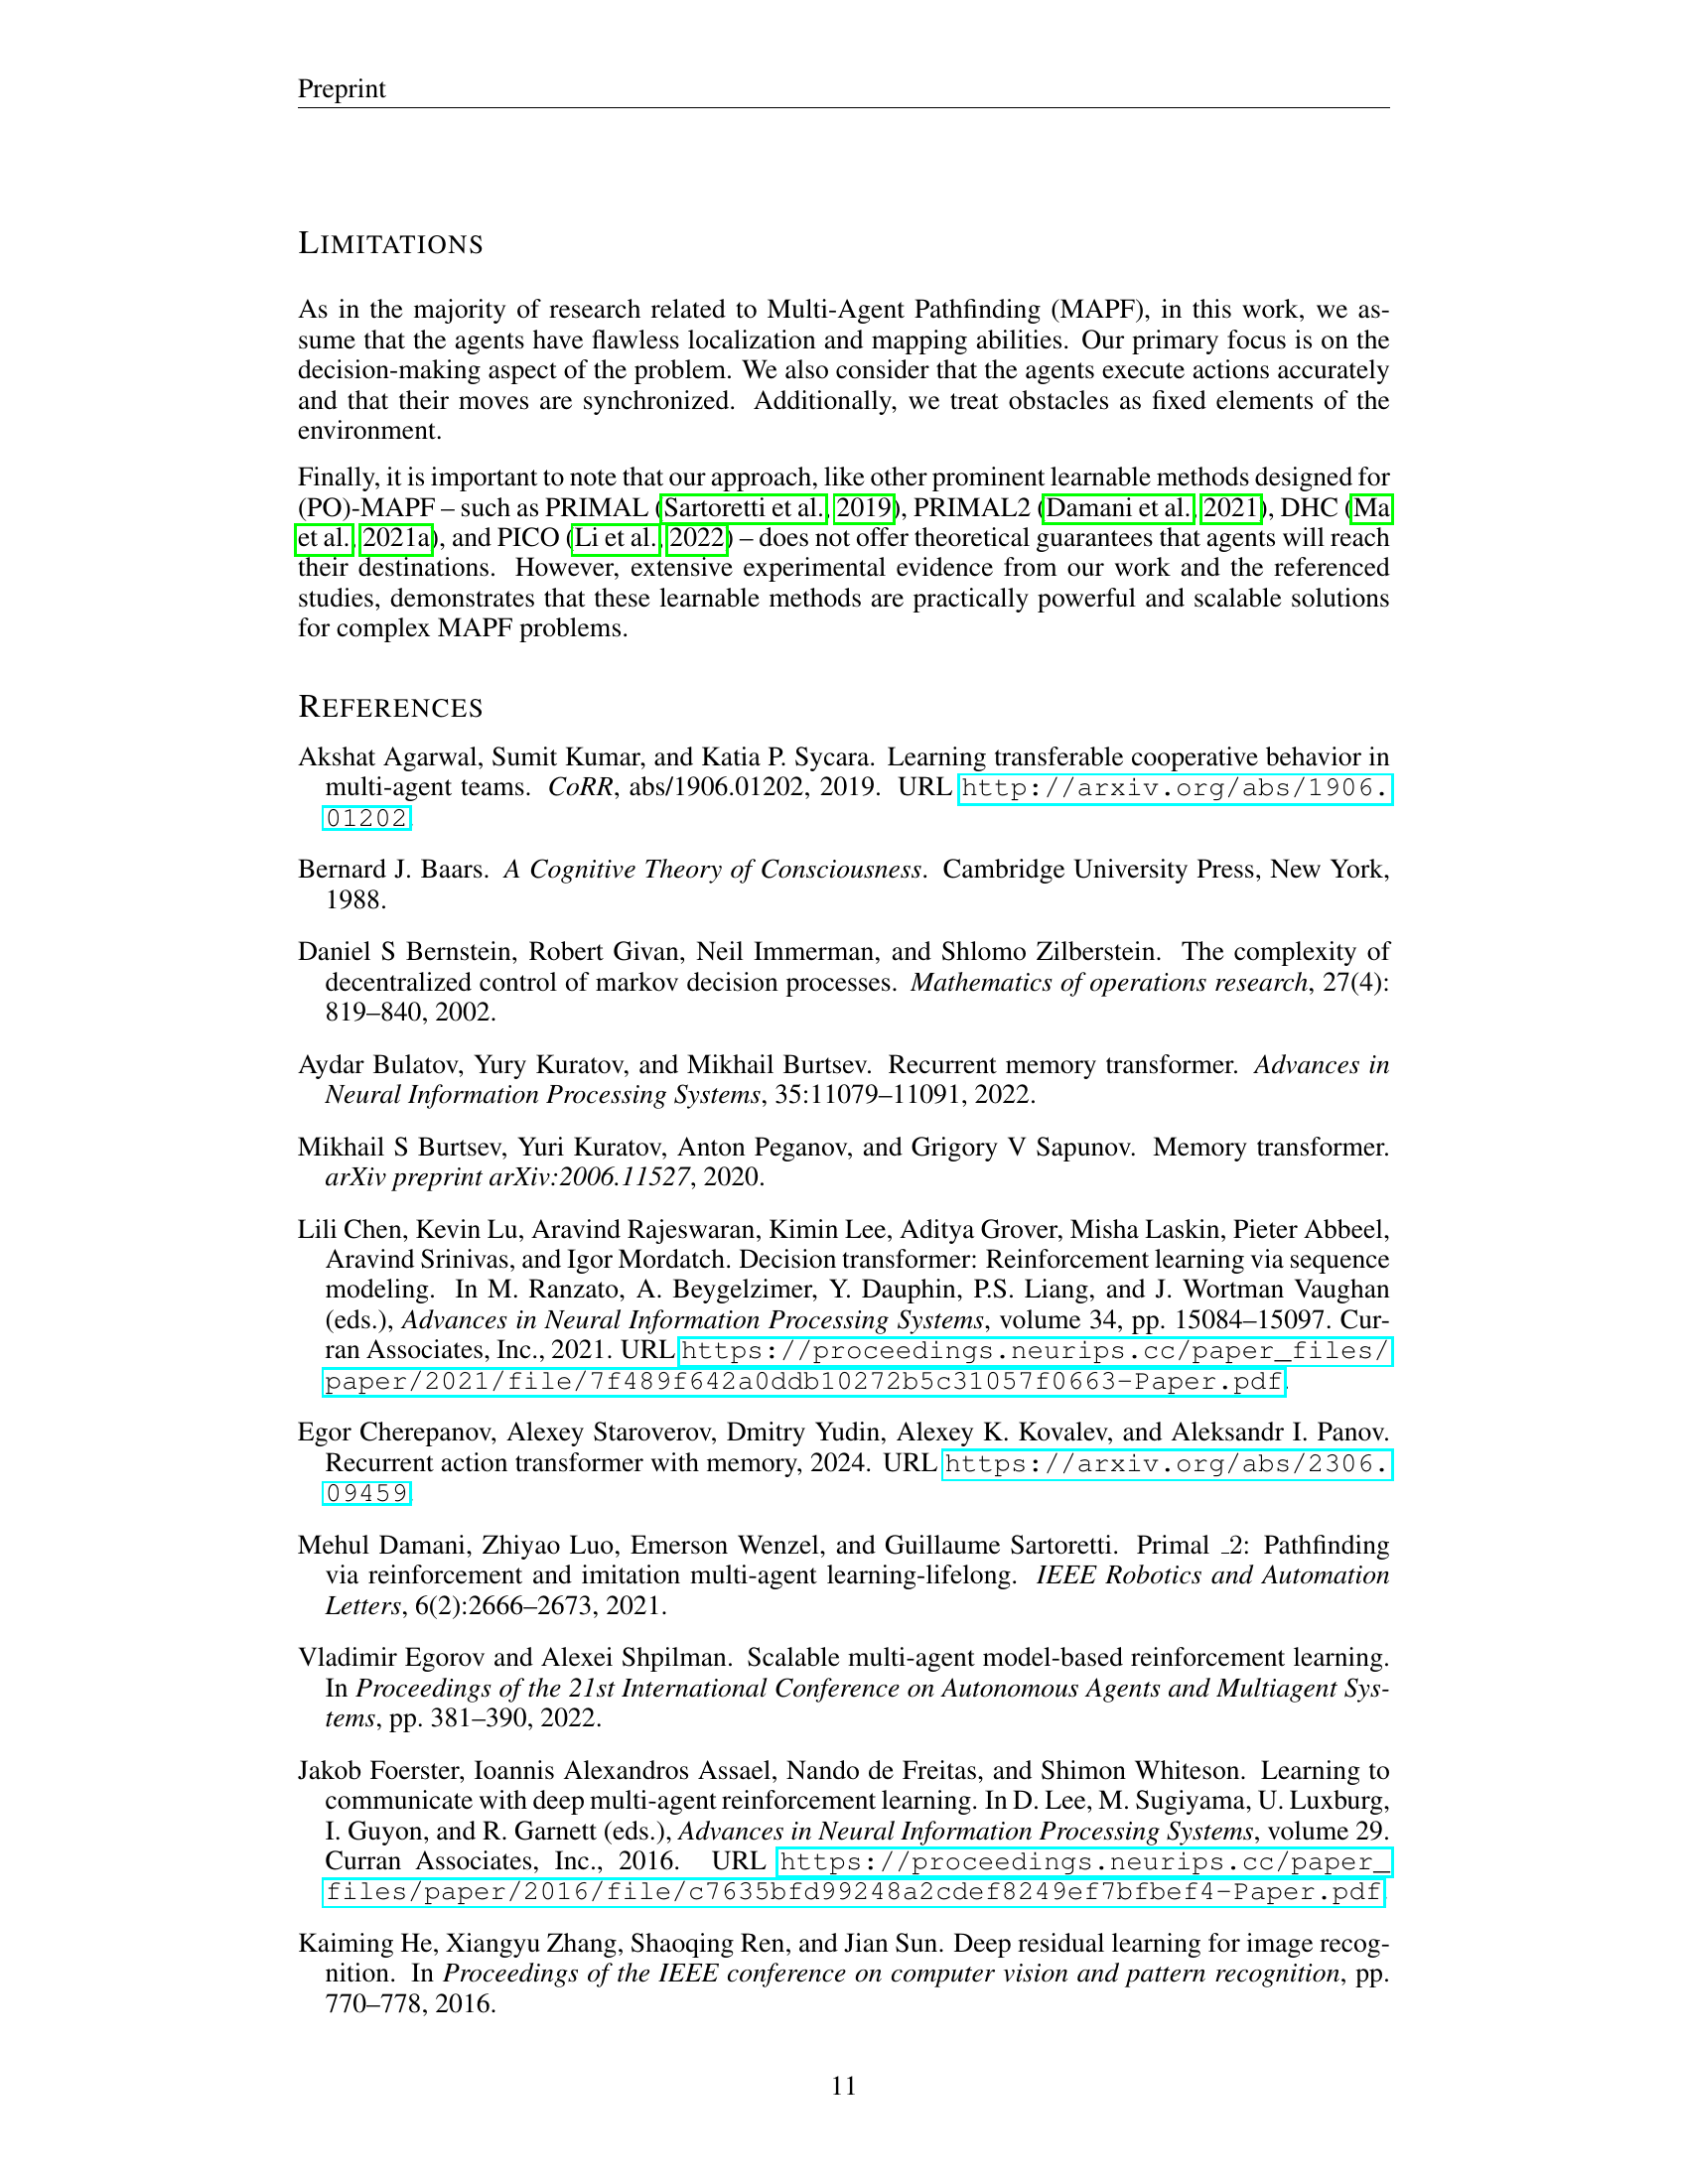 Preprint
LIMITATIONS
As in the majority of research related to Multi-Agent Pathfinding (MAPF), in this work, we as-
sume that the agents have flawless localization and mapping abilities. Our primary focus is on the
decision-making aspect of the problem. We also consider that the agents execute actions accurately
and that their moves are synchronized. Additionally, we treat obstacles as fixed elements of the
environment.
Finally, it is important to note that our approach, like other prominent learnable methods designed for
(PO)-MAPF – such as PRIMAL (Sartoretti et al., 2019), PRIMAL2 (Damani et al., 2021), DHC (Ma
et al., 2021a), and PICO (Li et al., 2022) – does not offer theoretical guarantees that agents will reach
their destinations. However, extensive experimental evidence from our work and the referenced
studies, demonstrates that these learnable methods are practically powerful and scalable solutions
for complex MAPF problems.
REFERENCES
Akshat Agarwal, Sumit Kumar, and Katia P. Sycara. Learning transferable cooperative behavior in
multi-agent teams. CoRR, abs/1906.01202, 2019. URL http://arxiv.org/abs/1906.
01202.
Bernard J. Baars. A Cognitive Theory of Consciousness. Cambridge University Press, New York,
1988.
Daniel S Bernstein, Robert Givan, Neil Immerman, and Shlomo Zilberstein. The complexity of
decentralized control of markov decision processes. Mathematics of operations research, 27(4):
819–840, 2002.
Aydar Bulatov, Yury Kuratov, and Mikhail Burtsev. Recurrent memory transformer. Advances in
Neural Information Processing Systems, 35:11079–11091, 2022.
Mikhail S Burtsev, Yuri Kuratov, Anton Peganov, and Grigory V Sapunov. Memory transformer.
arXiv preprint arXiv:2006.11527, 2020.
Lili Chen, Kevin Lu, Aravind Rajeswaran, Kimin Lee, Aditya Grover, Misha Laskin, Pieter Abbeel,
Aravind Srinivas, and Igor Mordatch. Decision transformer: Reinforcement learning via sequence
modeling. In M. Ranzato, A. Beygelzimer, Y. Dauphin, P.S. Liang, and J. Wortman Vaughan
(eds.), Advances in Neural Information Processing Systems, volume 34, pp. 15084–15097. Cur-
ran Associates, Inc., 2021. URL https://proceedings.neurips.cc/paper_files/
paper/2021/file/7f489f642a0ddb10272b5c31057f0663-Paper.pdf.
Egor Cherepanov, Alexey Staroverov, Dmitry Yudin, Alexey K. Kovalev, and Aleksandr I. Panov.
Recurrent action transformer with memory, 2024. URL https://arxiv.org/abs/2306.
09459.
Mehul Damani, Zhiyao Luo, Emerson Wenzel, and Guillaume Sartoretti. Primal _2: Pathfinding
via reinforcement and imitation multi-agent learning-lifelong. IEEE Robotics and Automation
Letters, 6(2):2666–2673, 2021.
Vladimir Egorov and Alexei Shpilman. Scalable multi-agent model-based reinforcement learning.
In Proceedings of the 21st International Conference on Autonomous Agents and Multiagent Sys-
tems, pp. 381–390, 2022.
Jakob Foerster, Ioannis Alexandros Assael, Nando de Freitas, and Shimon Whiteson. Learning to
communicate with deep multi-agent reinforcement learning. In D. Lee, M. Sugiyama, U. Luxburg,
I. Guyon, and R. Garnett (eds.), Advances in Neural Information Processing Systems, volume 29.
Curran Associates, Inc., 2016. URL https://proceedings.neurips.cc/paper_
files/paper/2016/file/c7635bfd99248a2cdef8249ef7bfbef4-Paper.pdf.
Kaiming He, Xiangyu Zhang, Shaoqing Ren, and Jian Sun. Deep residual learning for image recog-
nition. In Proceedings of the IEEE conference on computer vision and pattern recognition, pp.
770–778, 2016.
11